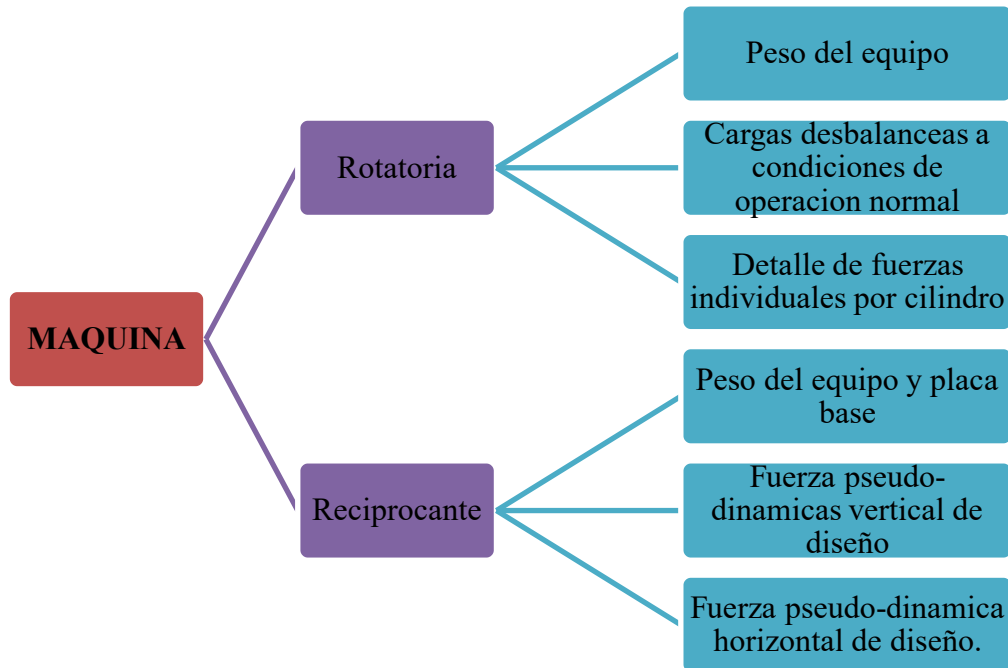 MAQUINA
Rotatoria
Peso del equipo
Cargas desbalanceas a
condiciones de
operacion normal
Detalle de fuerzas
individuales por cilindro
Reciprocante
Peso del equipo y placa
base
Fuerza pseudo-
dinamicas vertical de
diseño
Fuerza pseudo-dinamica
horizontal de diseño.